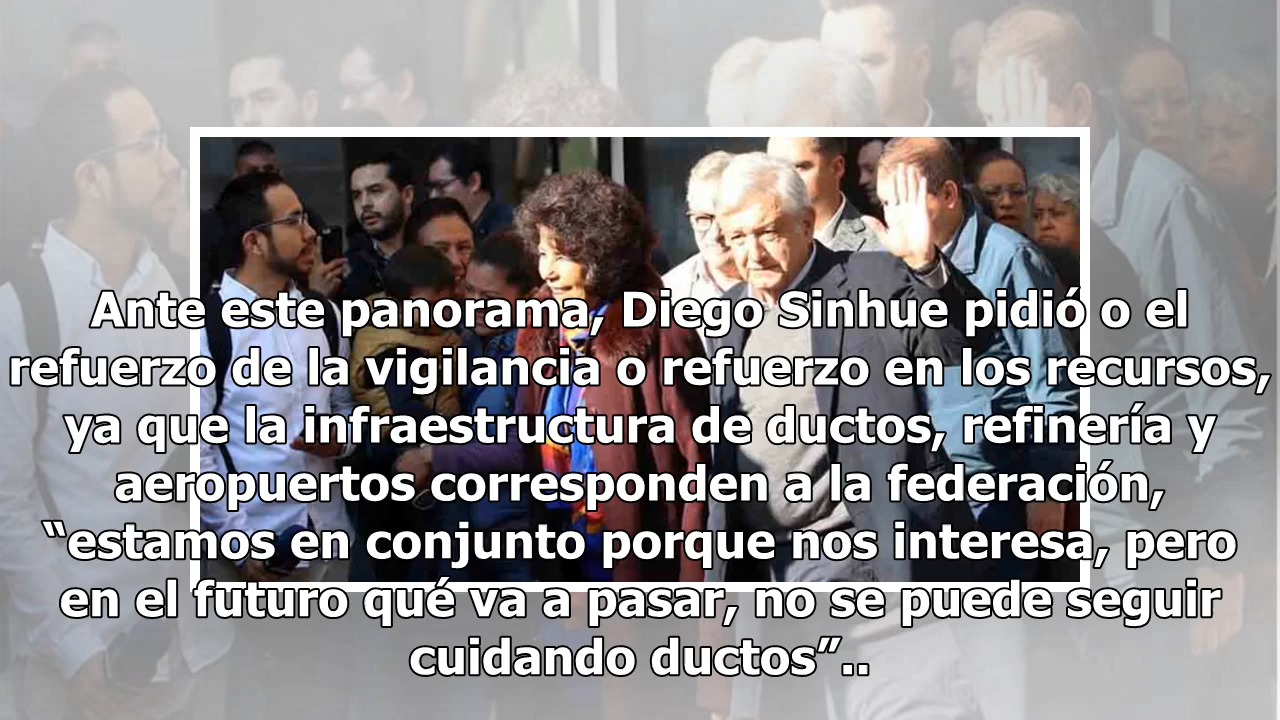 Ante este panorama, Diego Sinhue pidió o el
refuerzo de la vigilancia o refuerzo en los recursos,
ya que la infraestructura de ductos, refinería y
aeropuertos corresponden a la federación,
“estamos en conjunto porque nos interesa, pero
en el futuro qué va a pasar, no se puede seguir
cuidando ductos”..